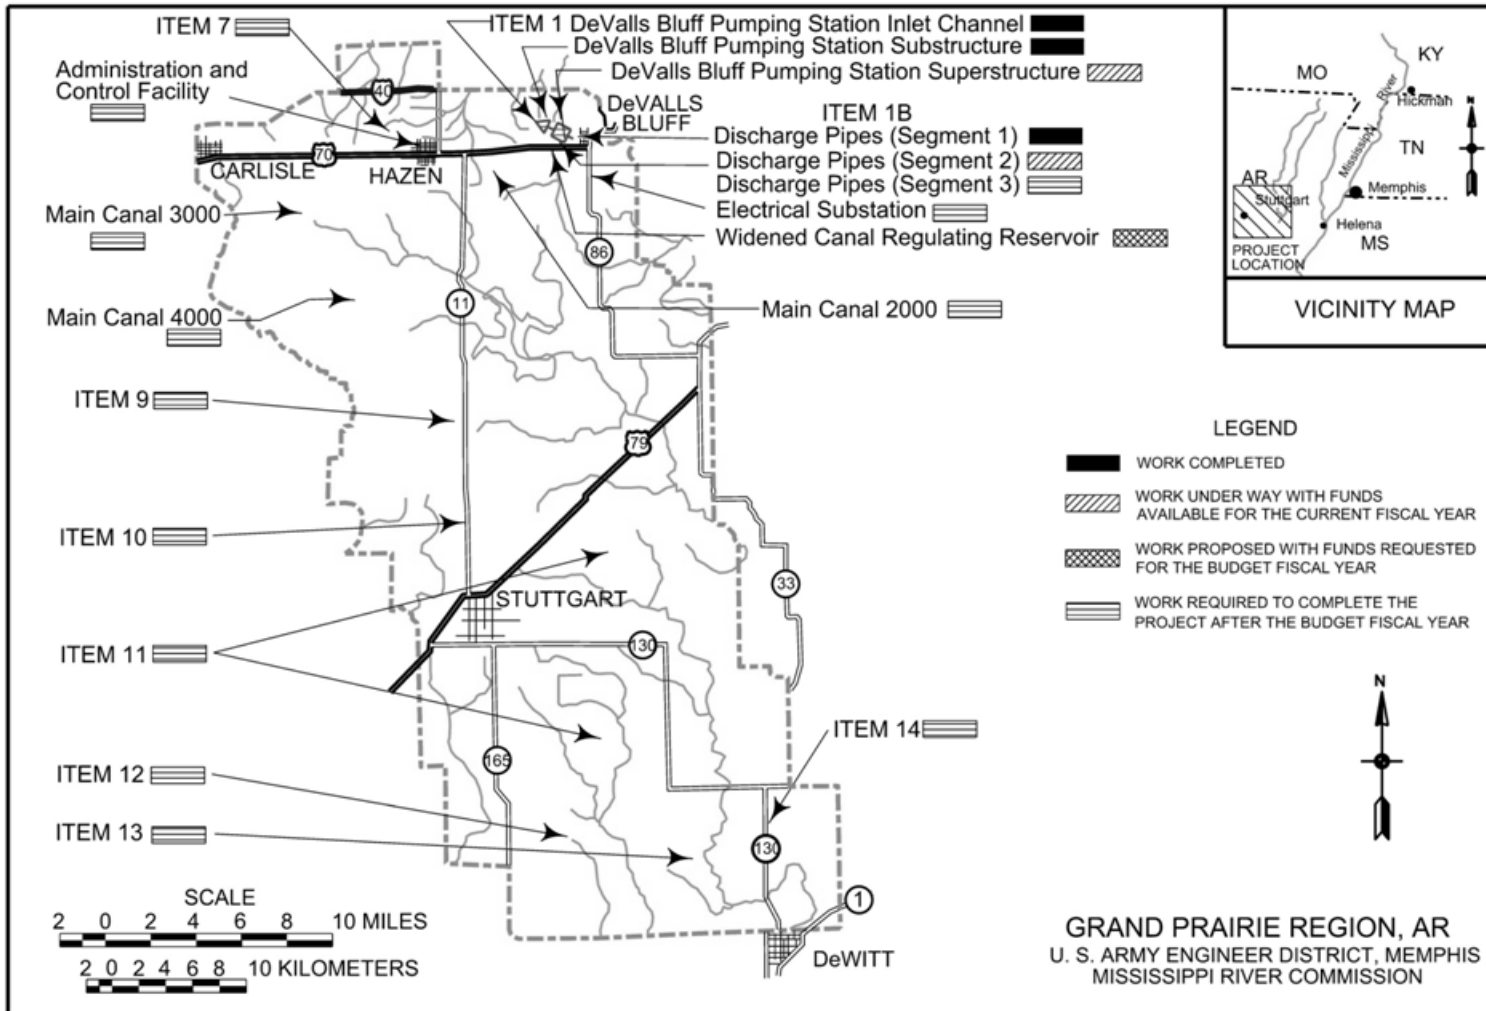 ITEM 7
ITEM 1 DeValls Bluff Pumping Station Inlet Channel
DeValls Bluff Pumping Station Substructure
DeValls Bluff Pumping Station Superstructure
Administration and
Control Facility
40
DeVALLS
BLUFF
ITEM 1B
Discharge Pipes (Segment 1)
Discharge Pipes (Segment 2)
Discharge Pipes (Segment 3)
Electrical Substation
Widened Canal Regulating Reservoir
70
CARLISLE
HAZEN
Main Canal 3000
86
11
Main Canal 2000
Main Canal 4000
ITEM 9
79
ITEM 10
33
STUTTGART
130
ITEM 11
ITEM 14
165
ITEM 12
ITEM 13
130
1
DeWITT
SCALE
2 0 2 4 6 8 10 MILES
2 0 2 4 6 8 10 KILOMETERS
KY
MO
Hickman
Mississippi River
TN
N
AR
Memphis
Stuttgart
Helena
MS
PROJECT
LOCATION
VICINITY MAP
LEGEND
WORK COMPLETED
WORK UNDER WAY WITH FUNDS
AVAILABLE FOR THE CURRENT FISCAL YEAR
WORK PROPOSED WITH FUNDS REQUESTED
FOR THE BUDGET FISCAL YEAR
WORK REQUIRED TO COMPLETE THE
PROJECT AFTER THE BUDGET FISCAL YEAR
N
GRAND PRAIRIE REGION, AR
U. S. ARMY ENGINEER DISTRICT, MEMPHIS
MISSISSIPPI RIVER COMMISSION